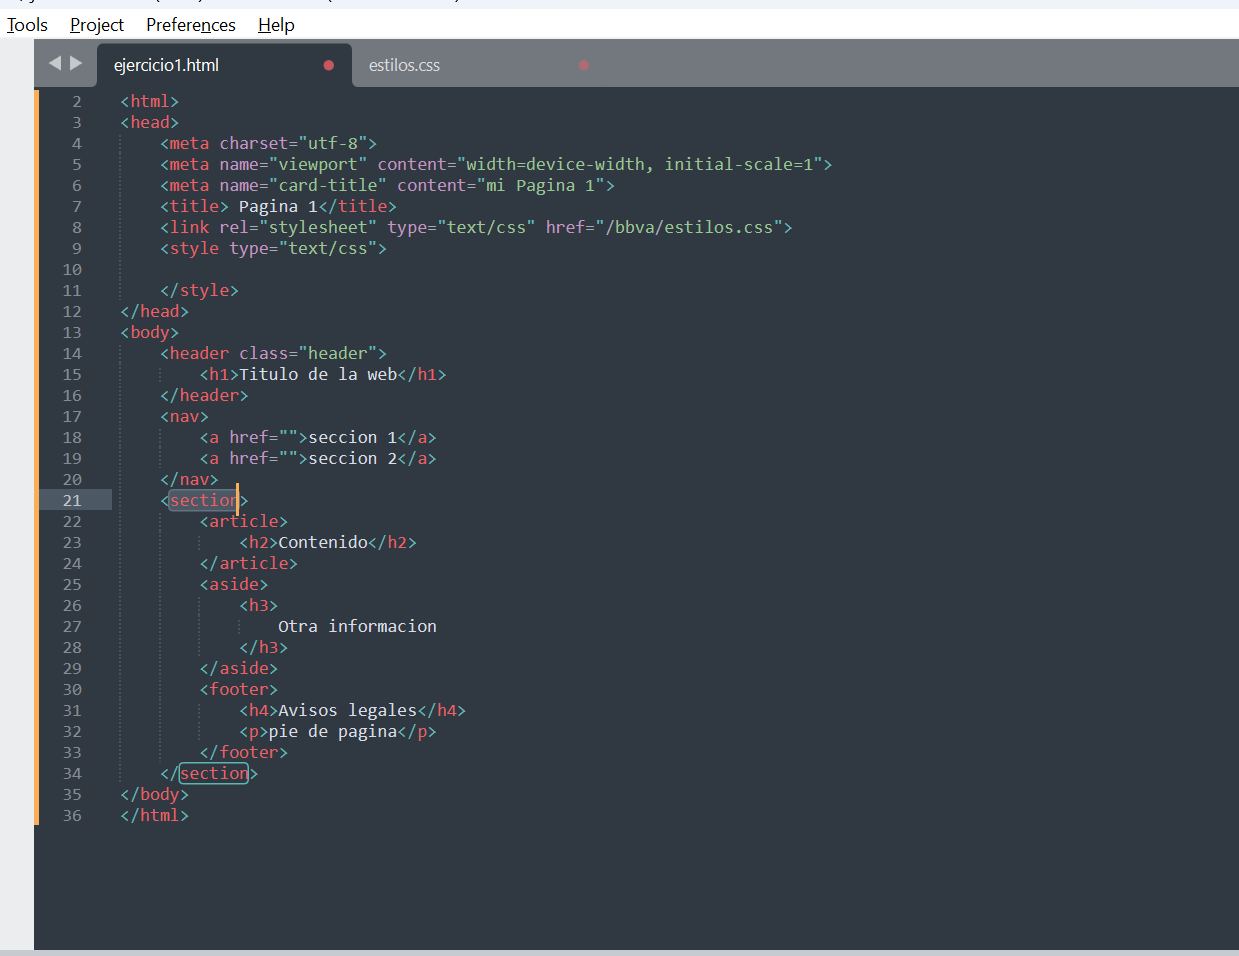 Tools Project Preferences Help
ejercicio1.html estilos.css
2 <html>
3 <head>
4 <meta charset="utf-8">
5 <meta name="viewport" content="width=device-width, initial-scale=1">
6 <meta name="card-title" content="mi Pagina 1">
7 <title> Pagina 1</title>
8 <link rel="stylesheet" type="text/css" href="/bbva/estilos.css">
9 <style type="text/css">
10
11 </style>
12 </head>
13 <body>
14 <header class="header">
15 <h1>Titulo de la web</h1>
16 </header>
17 <nav>
18 <a href="">seccion 1</a>
19 <a href="">seccion 2</a>
20 </nav>
21 <section>
22 <article>
23 <h2>Contenido</h2>
24 </article>
25 <aside>
26 <h3>
27 Otra informacion
28 </h3>
29 </aside>
30 <footer>
31 <h4>Avisos legales</h4>
32 <p>pie de pagina</p>
33 </footer>
34 </section>
35 </body>
36 </html>